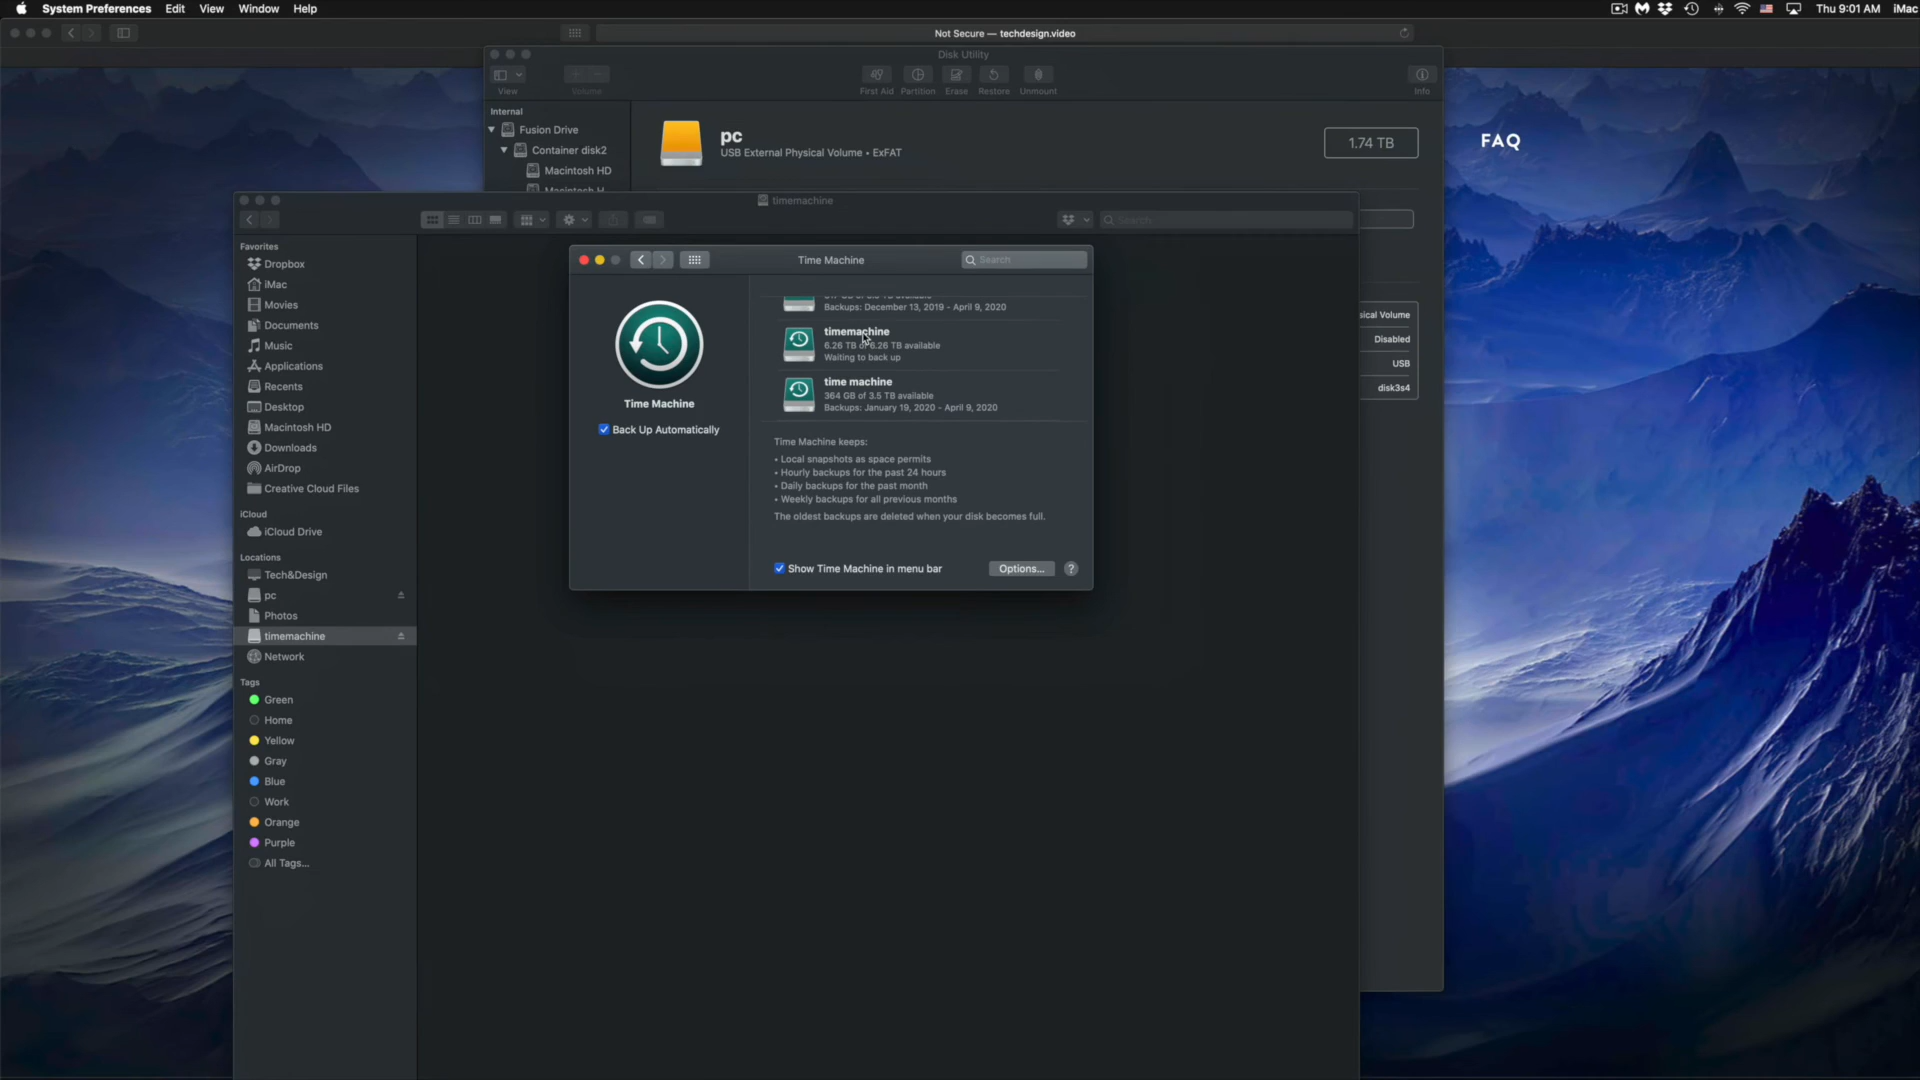 System Preferences Edit View Window Help
Thu 9:01 AM iMac
Not Secure — techdesign.video
Disk Utility
View
Volume
First Aid Partition Erase Restore Unmount
Info
Internal
Fusion Drive
Container disk2
Macintosh HD
pc
USB External Physical Volume • ExFAT
1.74 TB
FAQ
timemachine
Search
Favorites
Dropbox
iMac
Movies
Documents
Music
Applications
Recents
Desktop
Macintosh HD
Downloads
AirDrop
Creative Cloud Files
iCloud
iCloud Drive
Locations
Tech&Design
pc
Photos
timemachine
Network
Tags
Green
Home
Yellow
Gray
Blue
Work
Orange
Purple
All Tags...
Time Machine
Search
Time Machine
Back Up Automatically
Backups: December 13, 2019 - April 9, 2020
timemachine
6.26 TB of 6.26 TB available
Waiting to back up
time machine
364 GB of 3.5 TB available
Backups: January 19, 2020 - April 9, 2020
Time Machine keeps:
• Local snapshots as space permits
• Hourly backups for the past 24 hours
• Daily backups for the past month
• Weekly backups for all previous months
The oldest backups are deleted when your disk becomes full.
Show Time Machine in menu bar
Options...
?
Volume
Disabled
USB
disk3s4